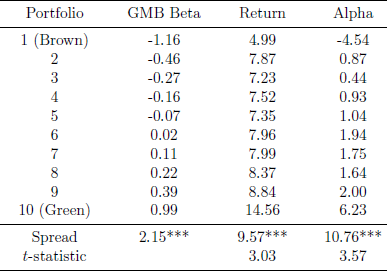 Portfolio GMB Beta Return Alpha
1 (Brown) -1.16 4.99 -4.54
2 -0.46 7.87 0.87
3 -0.27 7.23 0.44
4 -0.16 7.52 0.93
5 -0.07 7.35 1.04
6 0.02 7.96 1.94
7 0.11 7.99 1.75
8 0.22 8.37 1.64
9 0.39 8.84 2.00
10 (Green) 0.99 14.56 6.23
Spread 2.15*** 9.57*** 10.76***
t-statistic 3.03 3.57